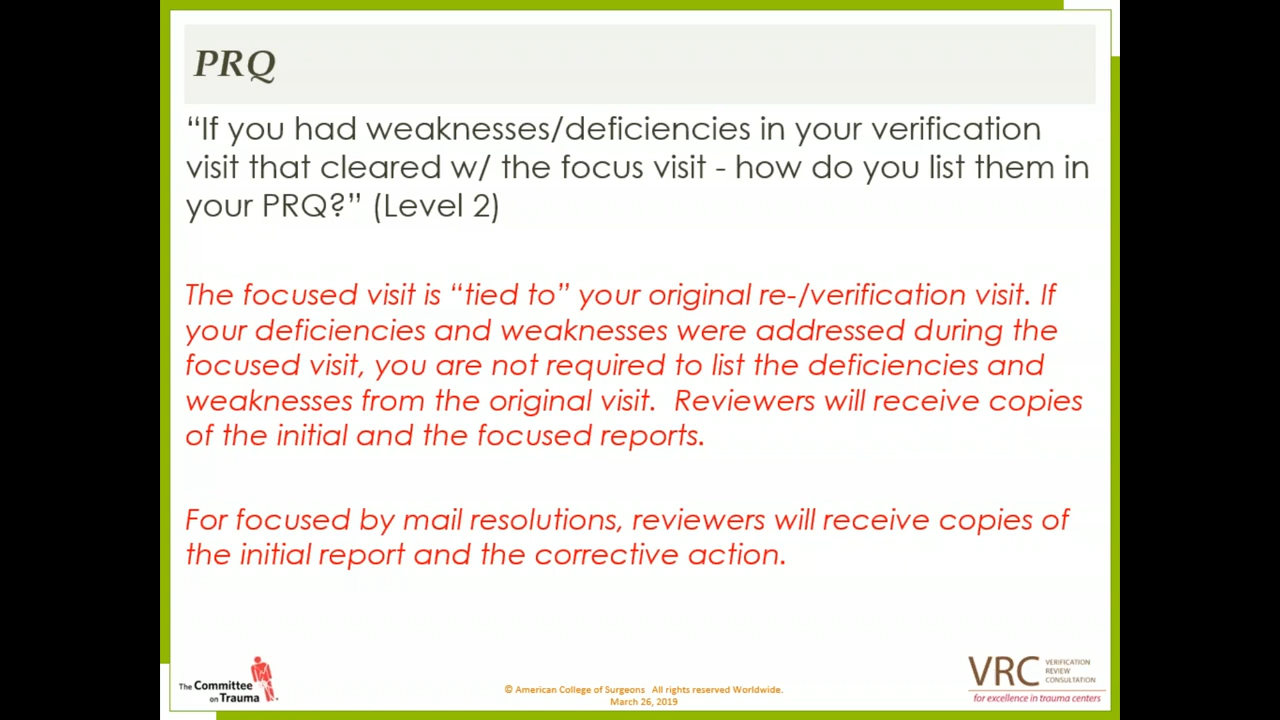 PRQ
“If you had weaknesses/deficiencies in your verification
visit that cleared w/ the focus visit - how do you list them in
your PRQ?” (Level 2)
The focused visit is “tied to” your original re-/verification visit. If
your deficiencies and weaknesses were addressed during the
focused visit, you are not required to list the deficiencies and
weaknesses from the original visit.  Reviewers will receive copies
of the initial and the focused reports.
For focused by mail resolutions, reviewers will receive copies of
the initial report and the corrective action.
The Committee
on Trauma
© American College of Surgeons  All rights reserved Worldwide.
March 26, 2019
VRC
VERIFICATION
REVIEW
CONSULTATION
for excellence in trauma centers